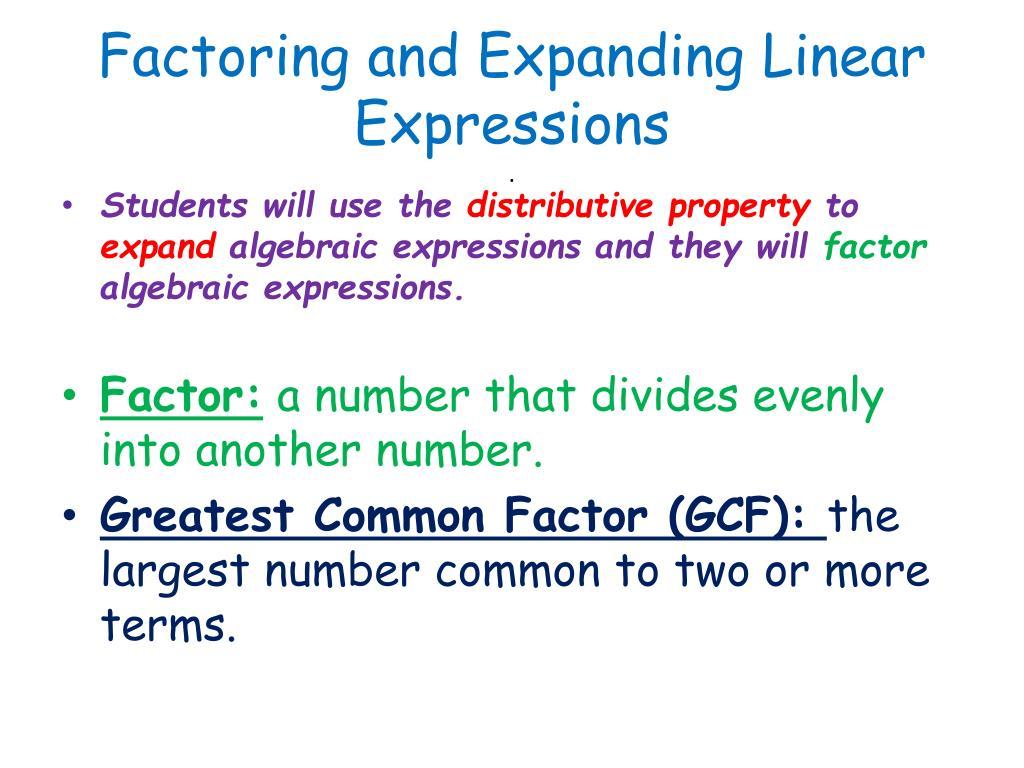 Factoring and Expanding Linear
Expressions
.
• Students will use the distributive property to
expand algebraic expressions and they will factor
algebraic expressions.
• Factor: a number that divides evenly
into another number.
• Greatest Common Factor (GCF): the
largest number common to two or more
terms.